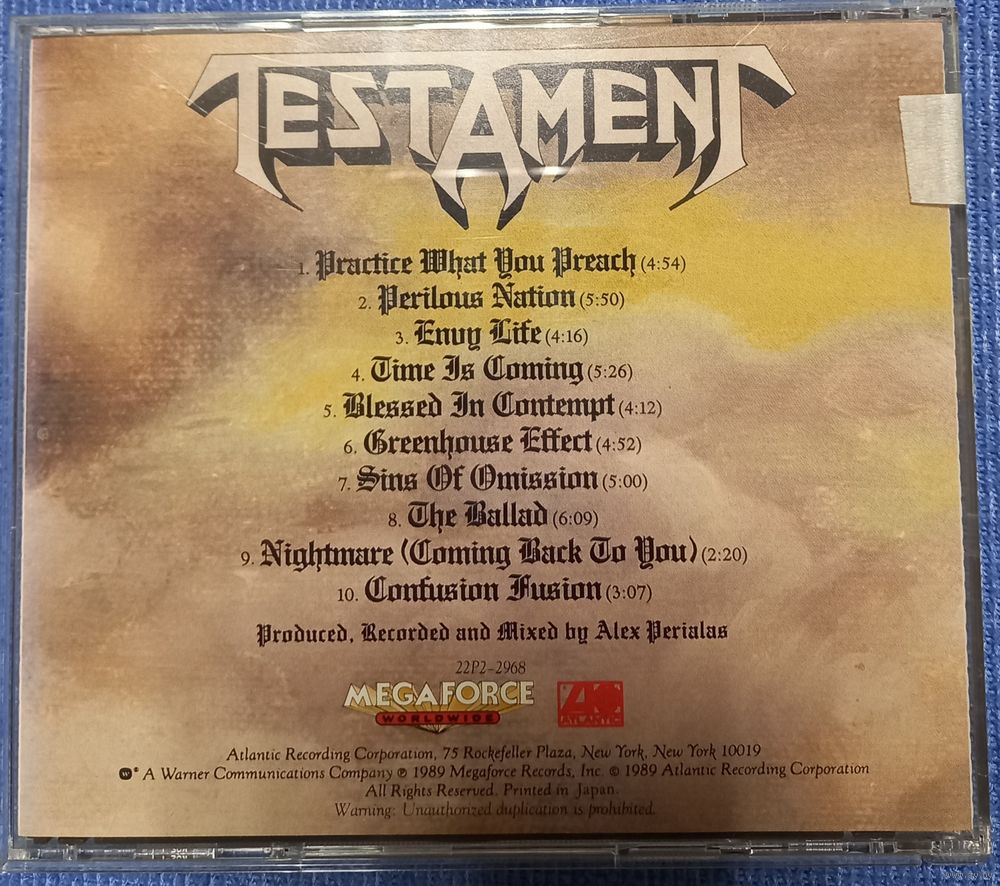 TESTAMENT
1. Practice What You Preach (4:54)
2. Perilous Nation (5:50)
3. Envy Life (4:16)
4. Time Is Coming (5:26)
5. Blessed In Contempt (4:12)
6. Greenhouse Effect (4:52)
7. Sins Of Omission (5:00)
8. The Ballad (6:09)
9. Nightmare (Coming Back To You) (2:20)
10. Confusion Fusion (3:07)
Produced, Recorded and Mixed by Alex Perialas
22P2-2968
MEGAFORCE
WORLDWIDE
ATLANTIC
Atlantic Recording Corporation, 75 Rockefeller Plaza, New York, New York 10019
A Warner Communications Company ℗ 1989 Megaforce Records, Inc. © 1989 Atlantic Recording Corporation
All Rights Reserved. Printed in Japan.
Warning: Unauthorized duplication is prohibited.